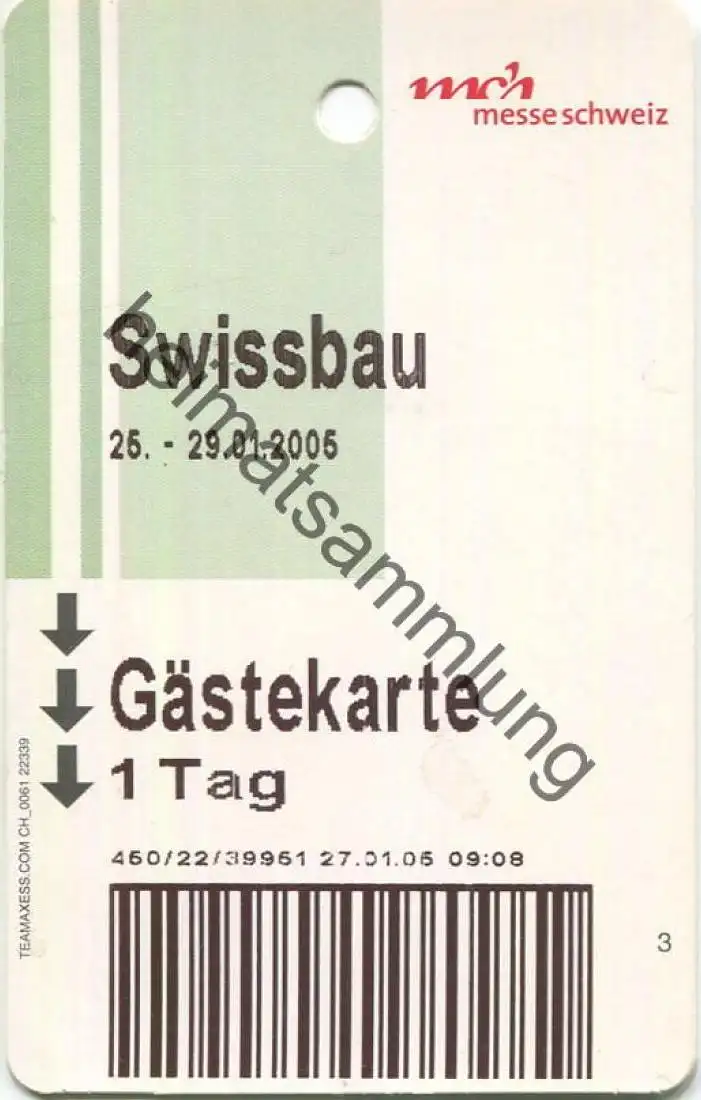 mch
messe schweiz
Swissbau
25. - 29.01.2005
heimatsammlung
Gästekarte
1 Tag
450/22/39951 27.01.05 09:08
3
TEAMAXESS.COM CH_0061 22339